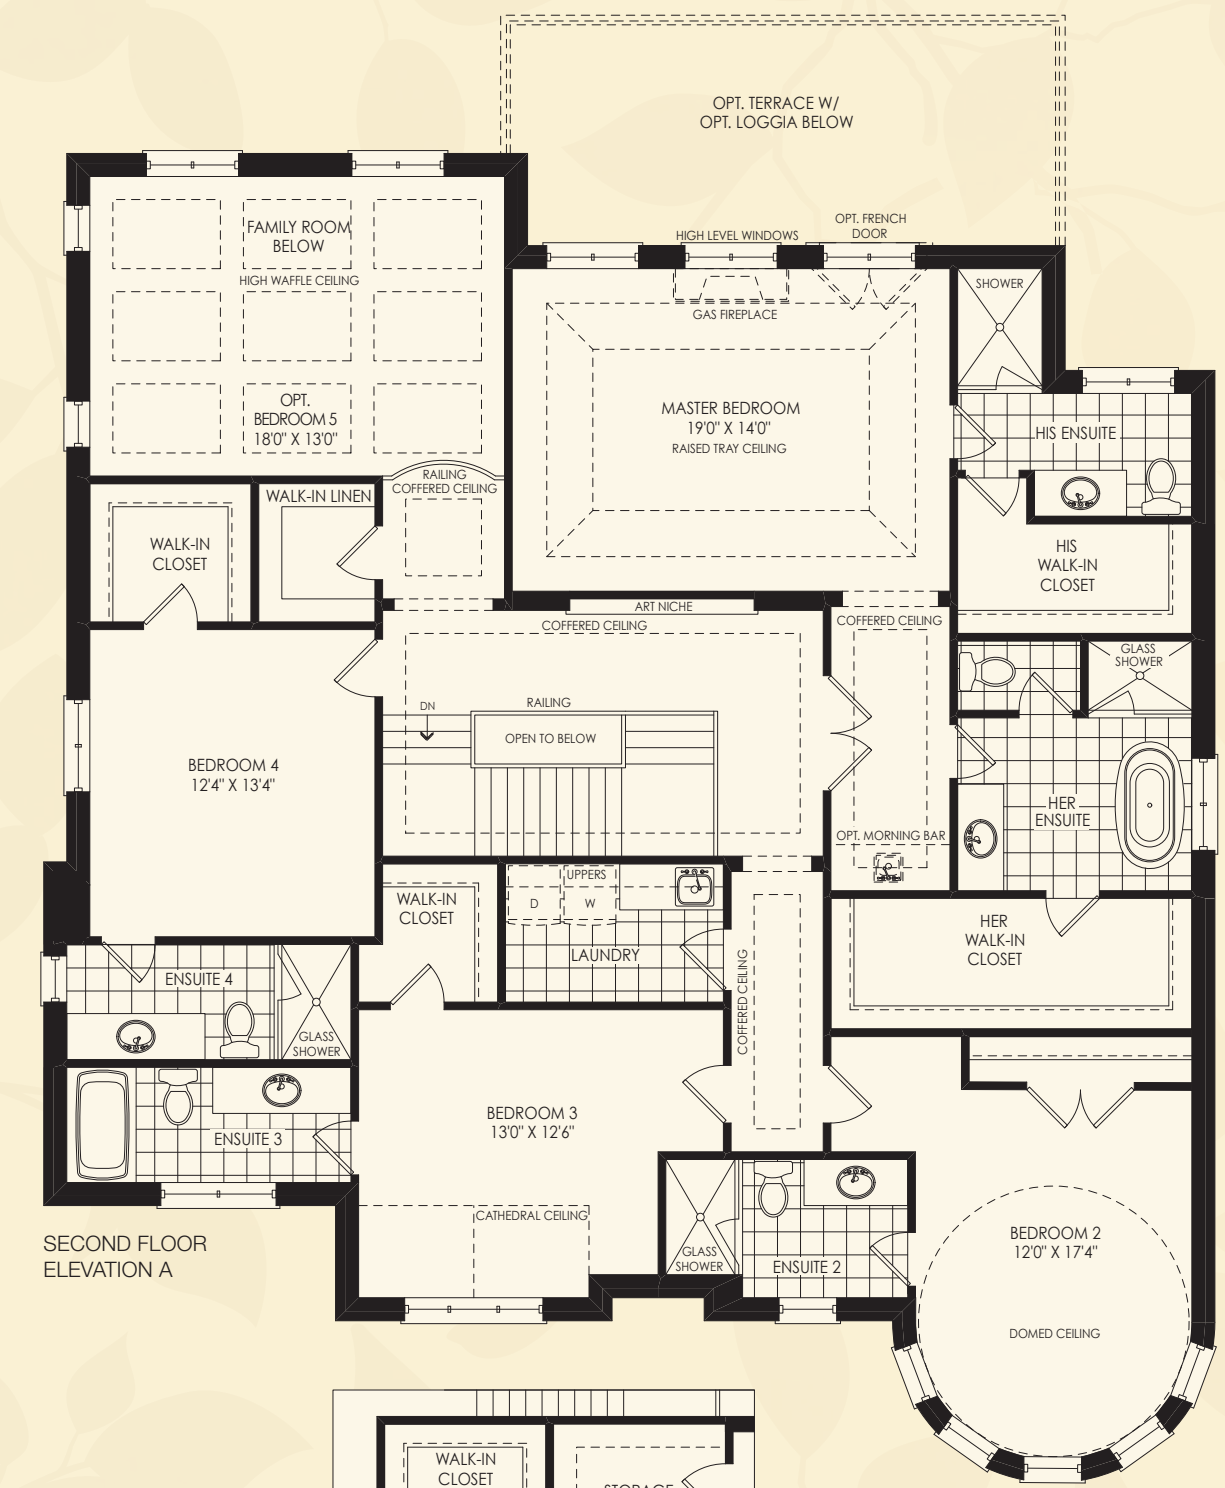 OPT. TERRACE W/
OPT. LOGGIA BELOW
OPT. FRENCH
DOOR
HIGH LEVEL WINDOWS
FAMILY ROOM
BELOW
HIGH WAFFLE CEILING
OPT.
BEDROOM 5
18'0" X 13'0"
GAS FIREPLACE
MASTER BEDROOM
19'0" X 14'0"
RAISED TRAY CEILING
SHOWER
HIS ENSUITE
RAILING
COFFERED CEILING
WALK-IN LINEN
WALK-IN
CLOSET
HIS
WALK-IN
CLOSET
ART NICHE
COFFERED CEILING
COFFERED CEILING
GLASS
SHOWER
DN
RAILING
OPEN TO BELOW
BEDROOM 4
12'4" X 13'4"
HER
ENSUITE
OPT. MORNING BAR
WALK-IN
CLOSET
UPPERS
D
W
LAUNDRY
COFFERED CEILING
HER
WALK-IN
CLOSET
ENSUITE 4
GLASS
SHOWER
ENSUITE 3
BEDROOM 3
13'0" X 12'6"
CATHEDRAL CEILING
GLASS
SHOWER
ENSUITE 2
BEDROOM 2
12'0" X 17'4"
DOMED CEILING
SECOND FLOOR
ELEVATION A
WALK-IN
CLOSET
STORAGE